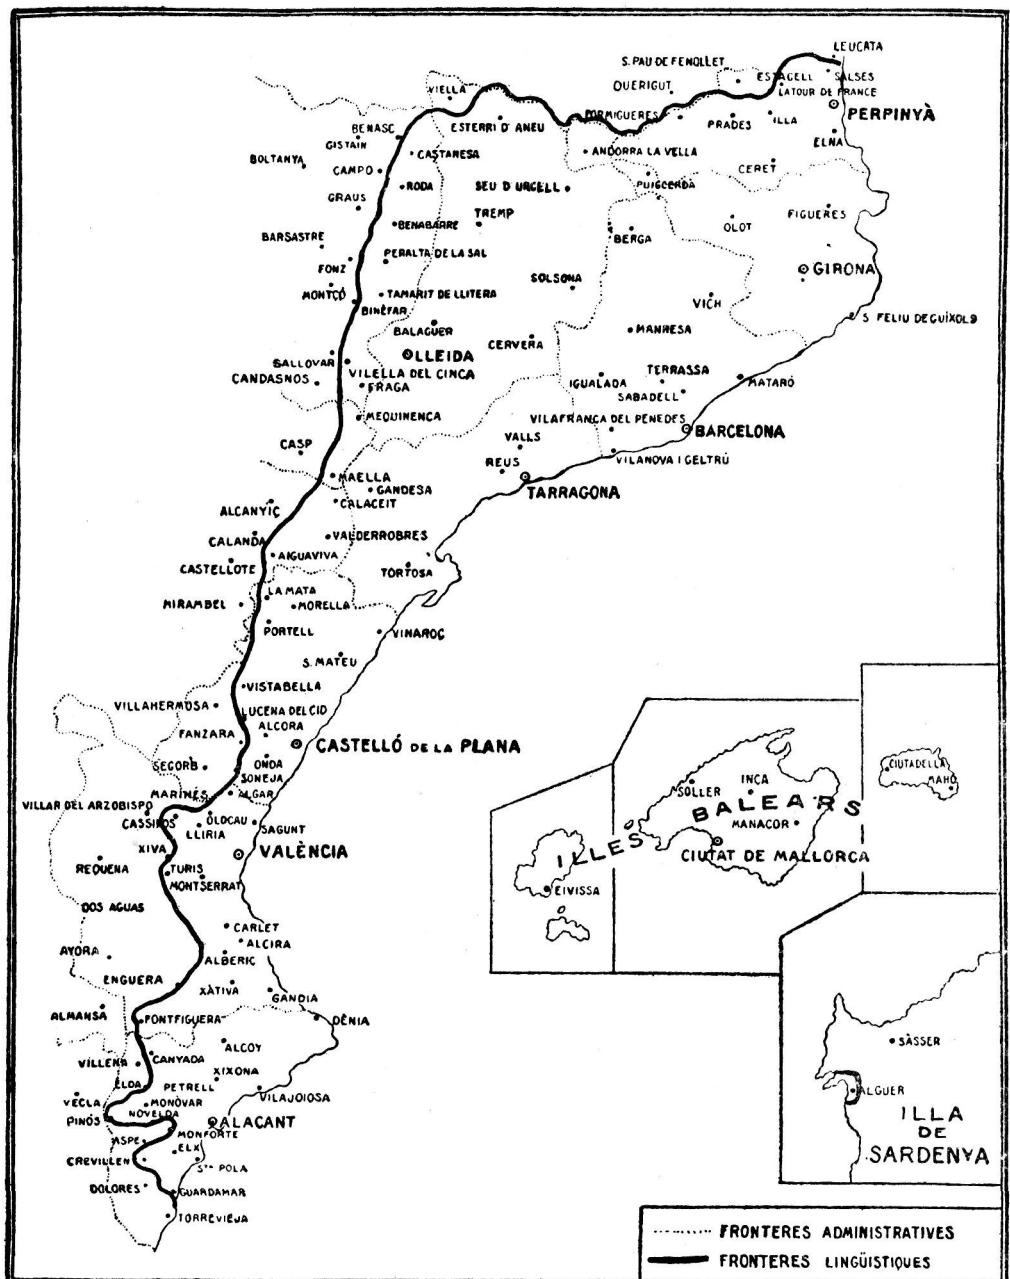 LEUCATA
S. PAU DE FENOLLET
ESTAGELL
SALSES
QUERIGUT
LATOUR DE FRANCE
VIELLA
PERPINYÀ
FORMIGUERES
PRADES
ILLA
ESTERRI D'ANEU
BENASC
ELNA
GISTAIN
CASTANESA
ANDORRA LA VELLA
BOLTANYA
CAMPO
CERET
PUIGCERDÀ
RODA
SEU D'URGELL
GRAUS
FIGUERES
TREMP
OLOT
BENABARRE
BERGA
BARBASTRE
PERALTA DE LA SAL
FONZ
GIRONA
SOLSONA
MONTÇÓ
TAMARIT DE LLITERA
VICH
BINÈFAR
S. FELIU DE GUÍXOLS
BALAGUER
MANRESA
CERVERA
LLEIDA
BALLOVAR
VILELLA DEL CINCA
TERRASSA
CANDASNOS
FRAGA
IGUALADA
MATARÓ
SABADELL
MEQUINENCA
VILAFRANCA DEL PENEDES
BARCELONA
VALLS
CASP
VILANOVA I GELTRÚ
REUS
MAELLA
GANDESA
TARRAGONA
CALACEIT
ALCANYIÇ
CALANDA
VALDERROBRES
AIGUAVIVA
CASTELLOTE
TORTOSA
LA MATA
MIRAMBEL
MORELLA
PORTELL
VINAROÇ
S. MATEU
VISTABELLA
VILLAHERMOSA
LUCENA DEL CID
ALCORA
FANZARA
CASTELLÓ DE LA PLANA
SEGORB
ONDA
SONEJA
MARINÉS
ALGAR
VILLAR DEL ARZOBISPO
OLOCAU
CASSINOS
LLIRIA
SAGUNT
XIVA
VALÈNCIA
REQUENA
TURIS
MONTSERRAT
DOS AGUAS
CARLET
ALCIRA
AYORA
ALBERIC
ENGUERA
XÀTIVA
GANDIA
ALMANSA
FONTFIGUERA
DÈNIA
ALCOY
CANYADA
VILLENA
XIXONA
ELDA
PETRELL
VILAJOIOSA
YECLA
MONÒVAR
NOVELDA
PINÓS
ALACANT
MONFORTE
ASPE
ELX
CREVILLEN
Sta POLA
DOLORES
GUARDAMAR
TORREVIEJA
CIUTADELLA
MAHÓ
SÓLLER
INCA
ILLES BALEARS
MANACOR
CIUTAT DE MALLORCA
EIVISSA
SÀSSER
ALGUER
ILLA
DE
SARDENYA
FRONTERES ADMINISTRATIVES
FRONTERES LINGÜISTIQUES